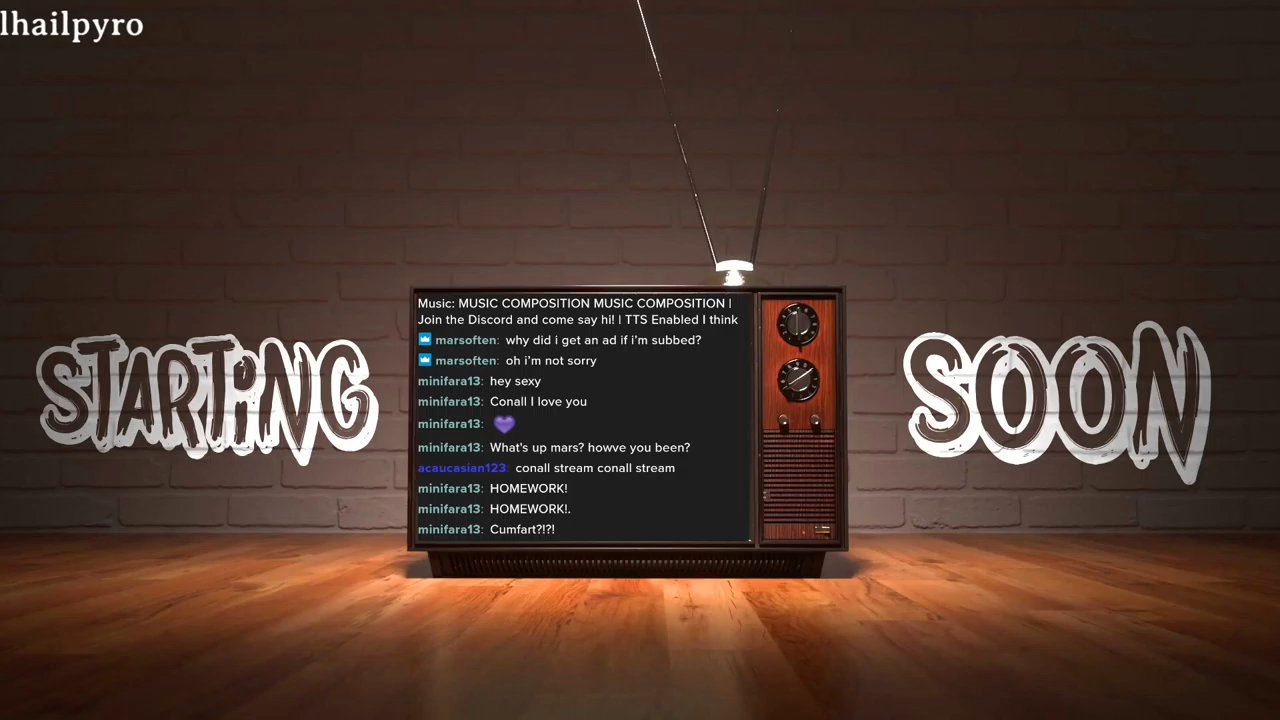 lhailpyro
Music: MUSIC COMPOSITION MUSIC COMPOSITION |
Join the Discord and come say hi! | TTS Enabled I think
marsoften: why did i get an ad if i'm subbed?
marsoften: oh i'm not sorry
minifara13: hey sexy
minifara13: Conall I love you
minifara13:
minifara13: What's up mars? howve you been?
acaucasian123: conall stream conall stream
minifara13: HOMEWORK!
minifara13: HOMEWORK!.
minifara13: Cumfart?!?!
STARTING
SOON